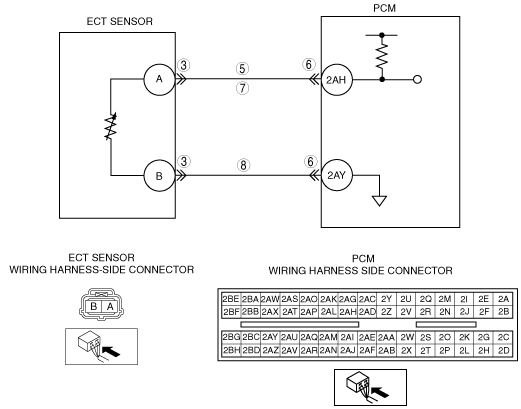 ECT SENSOR
PCM
A
3
5
7
6
2AH
B
3
8
6
2AY
ECT SENSOR
WIRING HARNESS-SIDE CONNECTOR
B A
PCM
WIRING HARNESS SIDE CONNECTOR
2BE 2BA 2AW 2AS 2AO 2AK 2AG 2AC 2Y 2U 2Q 2M 2I 2E 2A
2BF 2BB 2AX 2AT 2AP 2AL 2AH 2AD 2Z 2V 2R 2N 2J 2F 2B
2BG 2BC 2AY 2AU 2AQ 2AM 2AI 2AE 2AA 2W 2S 2O 2K 2G 2C
2BH 2BD 2AZ 2AV 2AR 2AN 2AJ 2AF 2AB 2X 2T 2P 2L 2H 2D